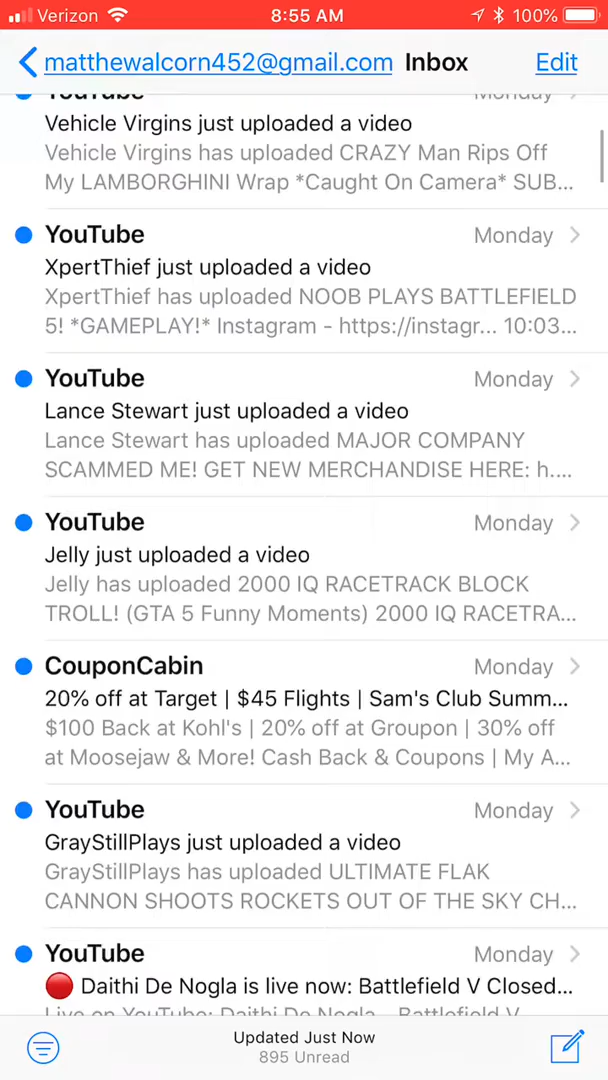 Verizon 8:55 AM 100%
matthewalcorn452@gmail.com Inbox Edit
YouTube Monday
Vehicle Virgins just uploaded a video
Vehicle Virgins has uploaded CRAZY Man Rips Off
My LAMBORGHINI Wrap *Caught On Camera* SUB...
YouTube Monday
XpertThief just uploaded a video
XpertThief has uploaded NOOB PLAYS BATTLEFIELD
5! *GAMEPLAY!* Instagram - https://instagr... 10:03...
YouTube Monday
Lance Stewart just uploaded a video
Lance Stewart has uploaded MAJOR COMPANY
SCAMMED ME! GET NEW MERCHANDISE HERE: h....
YouTube Monday
Jelly just uploaded a video
Jelly has uploaded 2000 IQ RACETRACK BLOCK
TROLL! (GTA 5 Funny Moments) 2000 IQ RACETRA...
CouponCabin Monday
20% off at Target | $45 Flights | Sam's Club Summ...
$100 Back at Kohl's | 20% off at Groupon | 30% off
at Moosejaw & More! Cash Back & Coupons | My A...
YouTube Monday
GrayStillPlays just uploaded a video
GrayStillPlays has uploaded ULTIMATE FLAK
CANNON SHOOTS ROCKETS OUT OF THE SKY CH...
YouTube Monday
🔴 Daithi De Nogla is live now: Battlefield V Closed...
Live on YouTube: Daithi De Nogla - Battlefield V
Updated Just Now
895 Unread